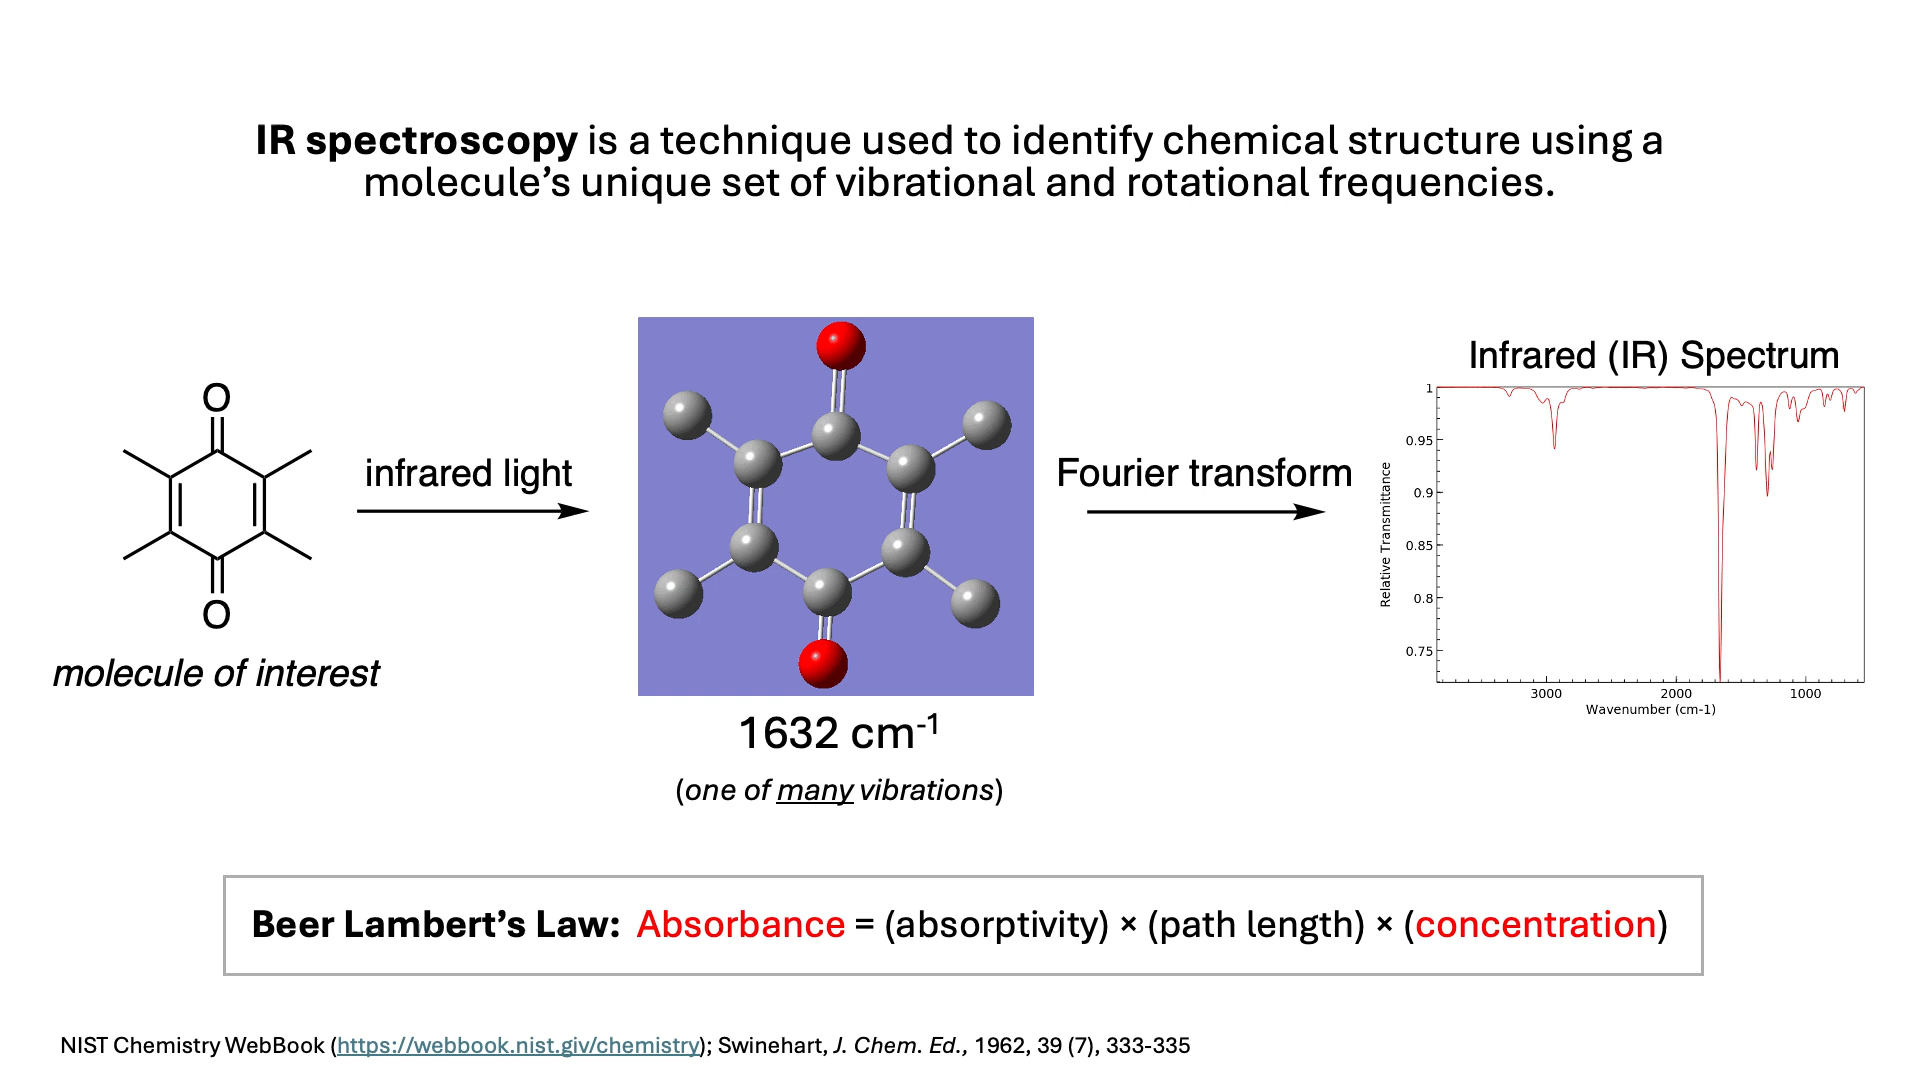 IR spectroscopy is a technique used to identify chemical structure using a
molecule’s unique set of vibrational and rotational frequencies.
O
O
molecule of interest
infrared light
1632 cm⁻¹
(one of many vibrations)
Fourier transform
Infrared (IR) Spectrum
1
0.95
0.9
0.85
0.8
0.75
Relative Transmittance
3000 2000 1000
Wavenumber (cm-1)
Beer Lambert’s Law: Absorbance = (absorptivity) × (path length) × (concentration)
NIST Chemistry WebBook (https://webbook.nist.giv/chemistry); Swinehart, J. Chem. Ed., 1962, 39 (7), 333-335